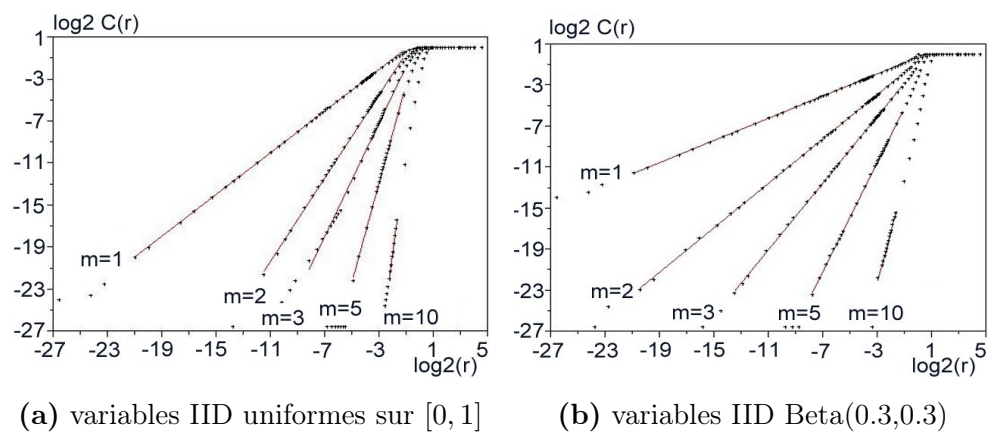 log2 C(r)
1
-3
-7
-11
-15
-19
-23
-27
m=1
m=2
m=3
m=5
m=10
-27 -23 -19 -15 -11 -7 -3 1 5
log2(r)
(a) variables IID uniformes sur [0, 1]
log2 C(r)
1
-3
-7
-11
-15
-19
-23
-27
m=1
m=2
m=3
m=5
m=10
-27 -23 -19 -15 -11 -7 -3 1 5
log2(r)
(b) variables IID Beta(0.3,0.3)